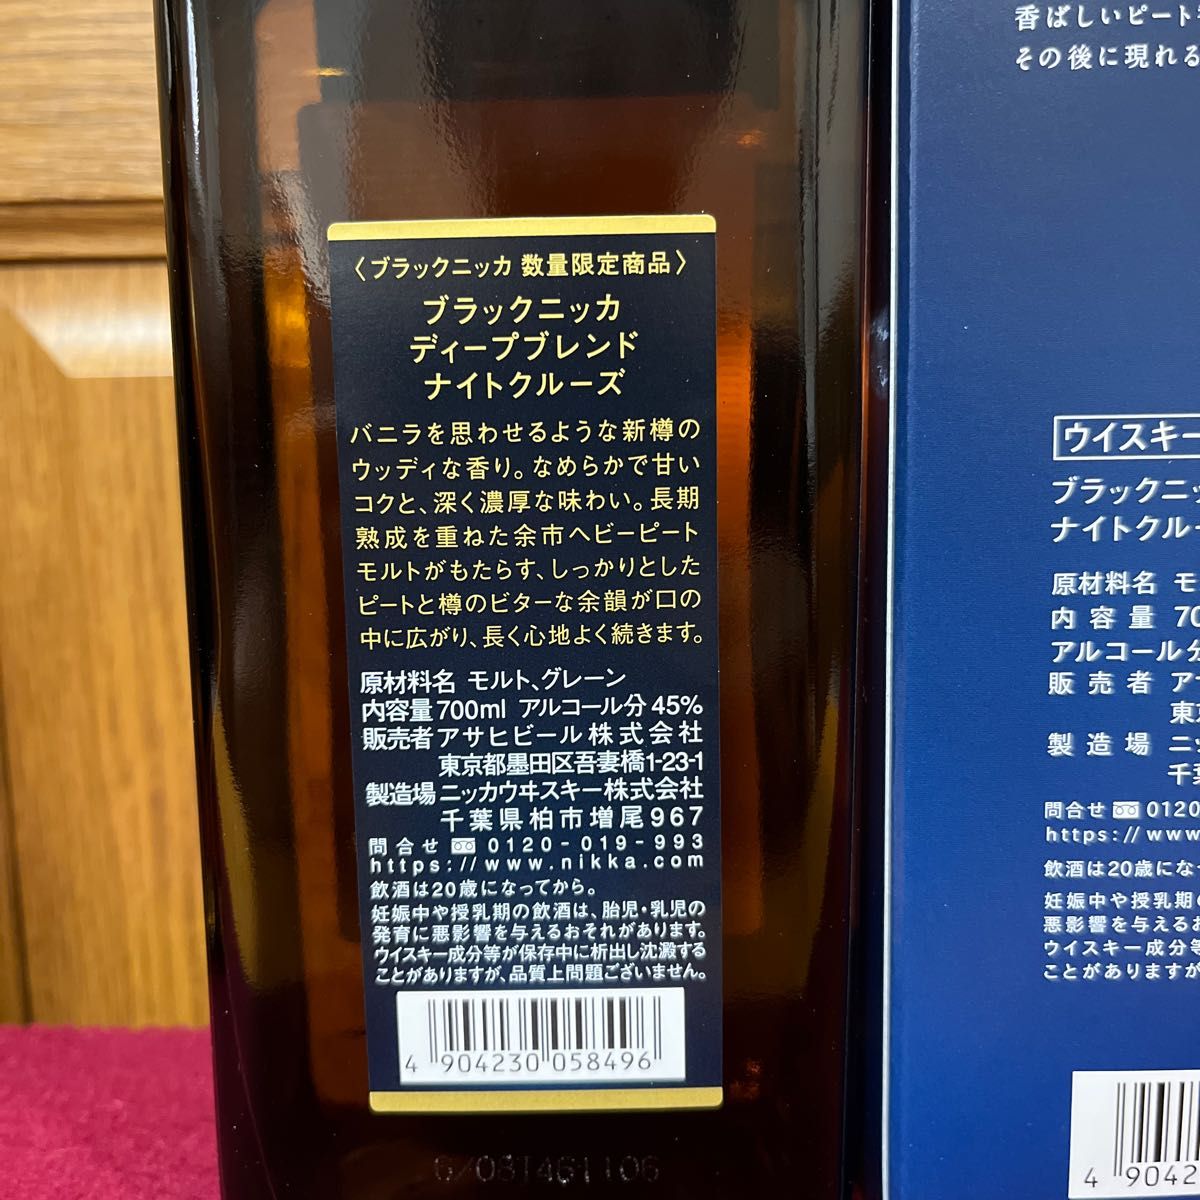 〈ブラックニッカ 数量限定商品〉
ブラックニッカ
ディープブレンド
ナイトクルーズ
バニラを思わせるような新樽の
ウッディな香り。なめらかで甘い
コクと、深く濃厚な味わい。長期
熟成を重ねた余市ヘビーピート
モルトがもたらす、しっかりとした
ピートと樽のビターな余韻が口の
中に広がり、長く心地よく続きます。
原材料名 モルト、グレーン
内容量700ml アルコール分45%
販売者アサヒビール株式会社
東京都墨田区吾妻橋1-23-1
製造場ニッカウヰスキー株式会社
千葉県柏市増尾967
問合せ 0120-019-993
https://www.nikka.com
飲酒は20歳になってから。
妊娠中や授乳期の飲酒は、胎児・乳児の
発育に悪影響を与えるおそれがあります。
ウイスキー成分等が保存中に析出し沈澱する
ことがありますが、品質上問題ございません。
4 904230 058496
香ばしいピート
その後に現れる
ウイスキー
ブラックニッ
ナイトクル
原材料名 モ
内容量 70
アルコール分
販売者 ア
東京
製造場 ニッ
千葉
問合せ 0120
https://www
飲酒は20歳にな
妊娠中や授乳期
悪影響を与えるお
ウイスキー成分等
ことがありますが
4 9042